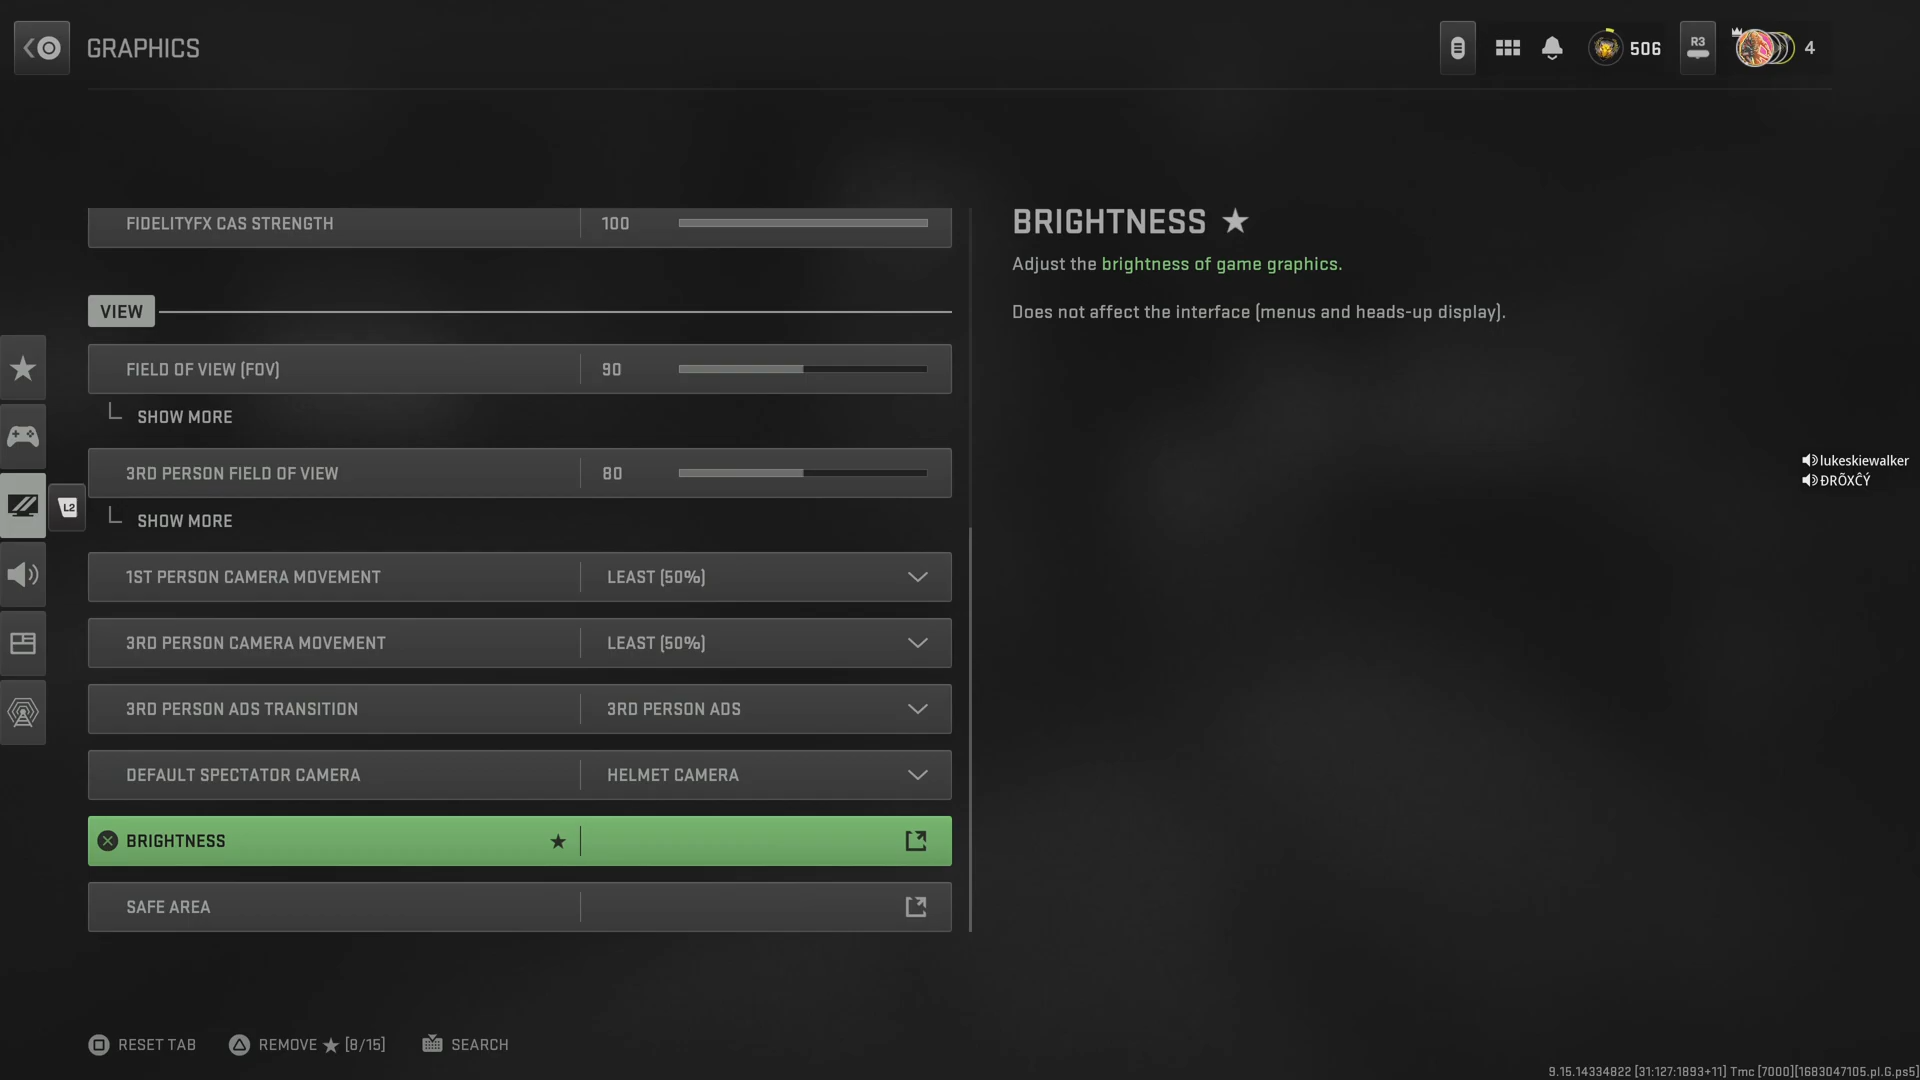 GRAPHICS
506
R3
4
FIDELITYFX CAS STRENGTH 100
VIEW
FIELD OF VIEW (FOV) 90
SHOW MORE
3RD PERSON FIELD OF VIEW 80
L2
SHOW MORE
1ST PERSON CAMERA MOVEMENT LEAST (50%)
3RD PERSON CAMERA MOVEMENT LEAST (50%)
3RD PERSON ADS TRANSITION 3RD PERSON ADS
DEFAULT SPECTATOR CAMERA HELMET CAMERA
BRIGHTNESS
SAFE AREA
BRIGHTNESS
Adjust the brightness of game graphics.
Does not affect the interface (menus and heads-up display).
lukeskiewalker
ÐRÕXČÝ
RESET TAB REMOVE ★ [8/15] SEARCH
9.15.14334822 [31:127:1893+11] Tmc [7000][1683047105.pl.G.ps5]